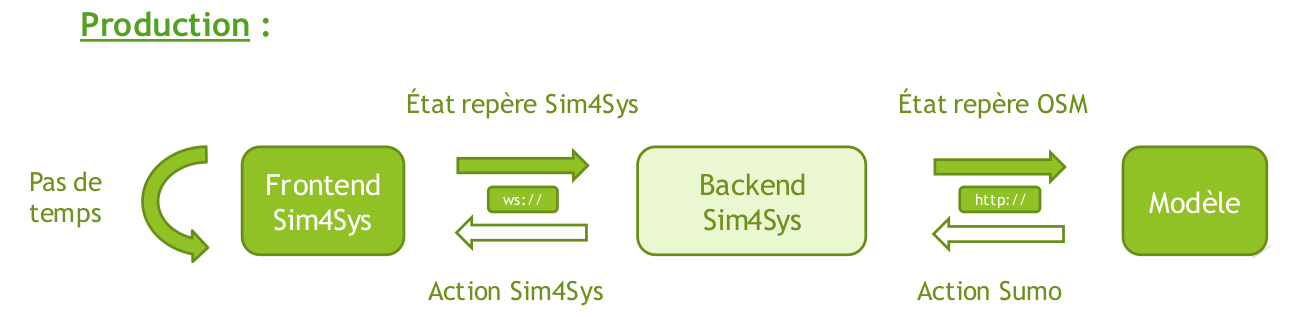 Production :
État repère Sim4Sys
État repère OSM
Pas de
temps
Frontend
Sim4Sys
ws://
Backend
Sim4Sys
http://
Modèle
Action Sim4Sys
Action Sumo